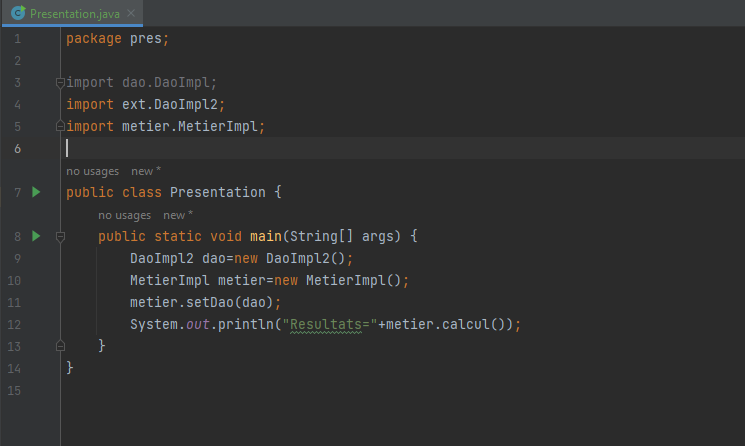 Presentation.java
1 package pres;
2
3 import dao.DaoImpl;
4 import ext.DaoImpl2;
5 import metier.MetierImpl;
6
no usages new *
7 public class Presentation {
no usages new *
8 public static void main(String[] args) {
9 DaoImpl2 dao=new DaoImpl2();
10 MetierImpl metier=new MetierImpl();
11 metier.setDao(dao);
12 System.out.println("Resultats="+metier.calcul());
13 }
14 }
15